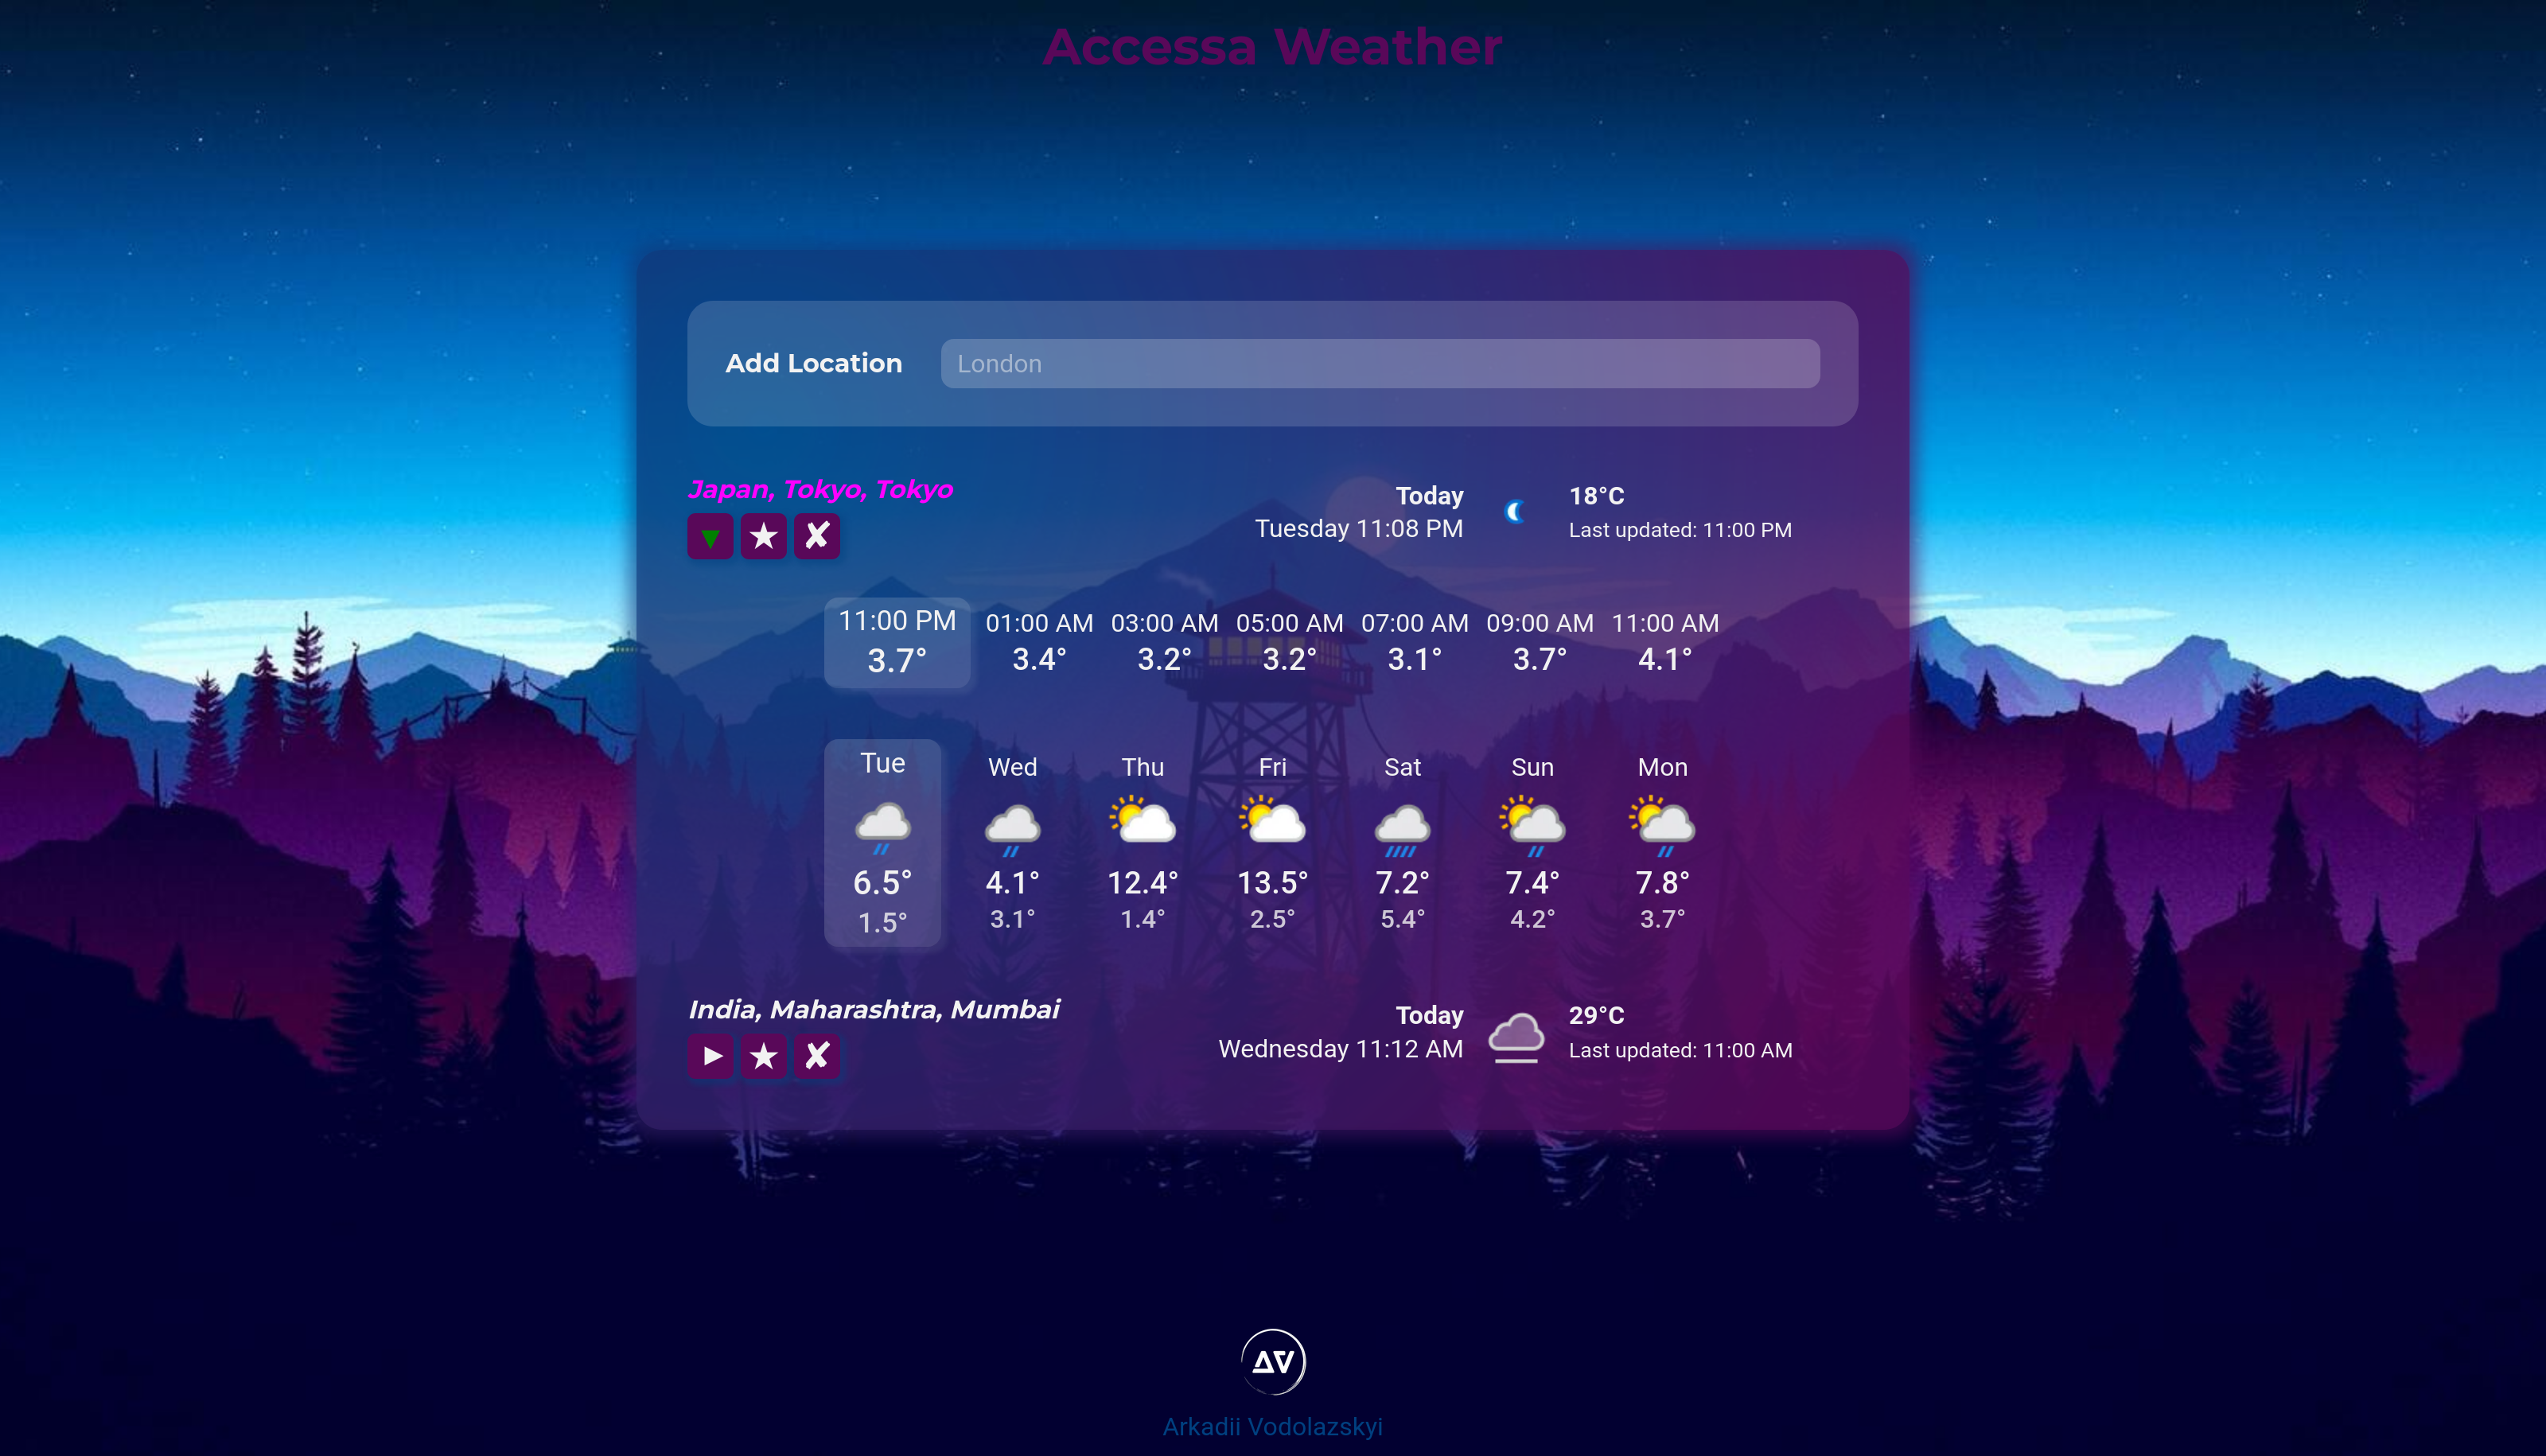 Accessa Weather
Add Location London
Japan, Tokyo, Tokyo
Today
Tuesday 11:08 PM
18°C
Last updated: 11:00 PM
11:00 PM 01:00 AM 03:00 AM 05:00 AM 07:00 AM 09:00 AM 11:00 AM
3.7° 3.4° 3.2° 3.2° 3.1° 3.7° 4.1°
Tue Wed Thu Fri Sat Sun Mon
6.5° 4.1° 12.4° 13.5° 7.2° 7.4° 7.8°
1.5° 3.1° 1.4° 2.5° 5.4° 4.2° 3.7°
India, Maharashtra, Mumbai
Today
Wednesday 11:12 AM
29°C
Last updated: 11:00 AM
AV
Arkadii Vodolazskyi